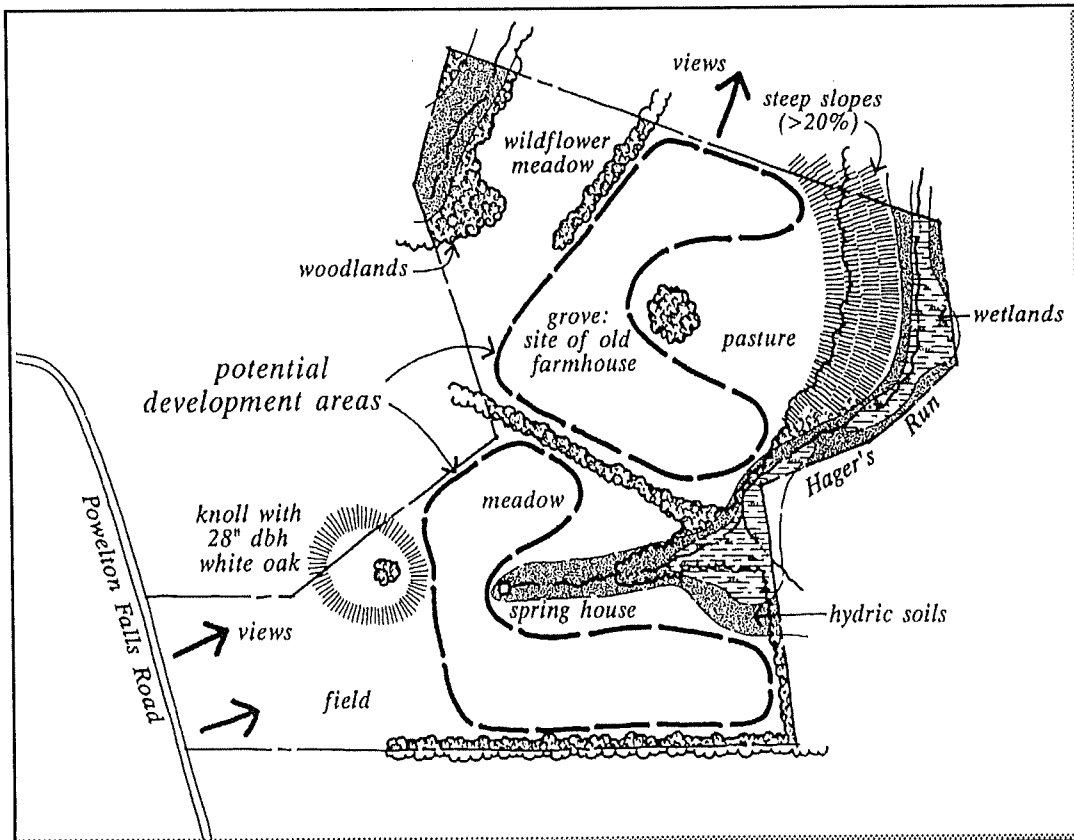 views
steep slopes
(>20%)
wildflower
meadow
woodlands
grove:
site of old
farmhouse
pasture
wetlands
potential
development areas
Hager's Run
meadow
knoll with
28" dbh
white oak
spring house
hydric soils
views
Powelton Falls Road
field